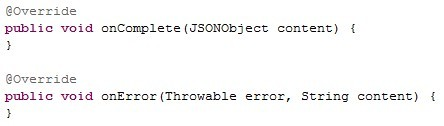 @Override
public void onComplete(JSONObject content) {
}
@Override
public void onError(Throwable error, String content) {
}